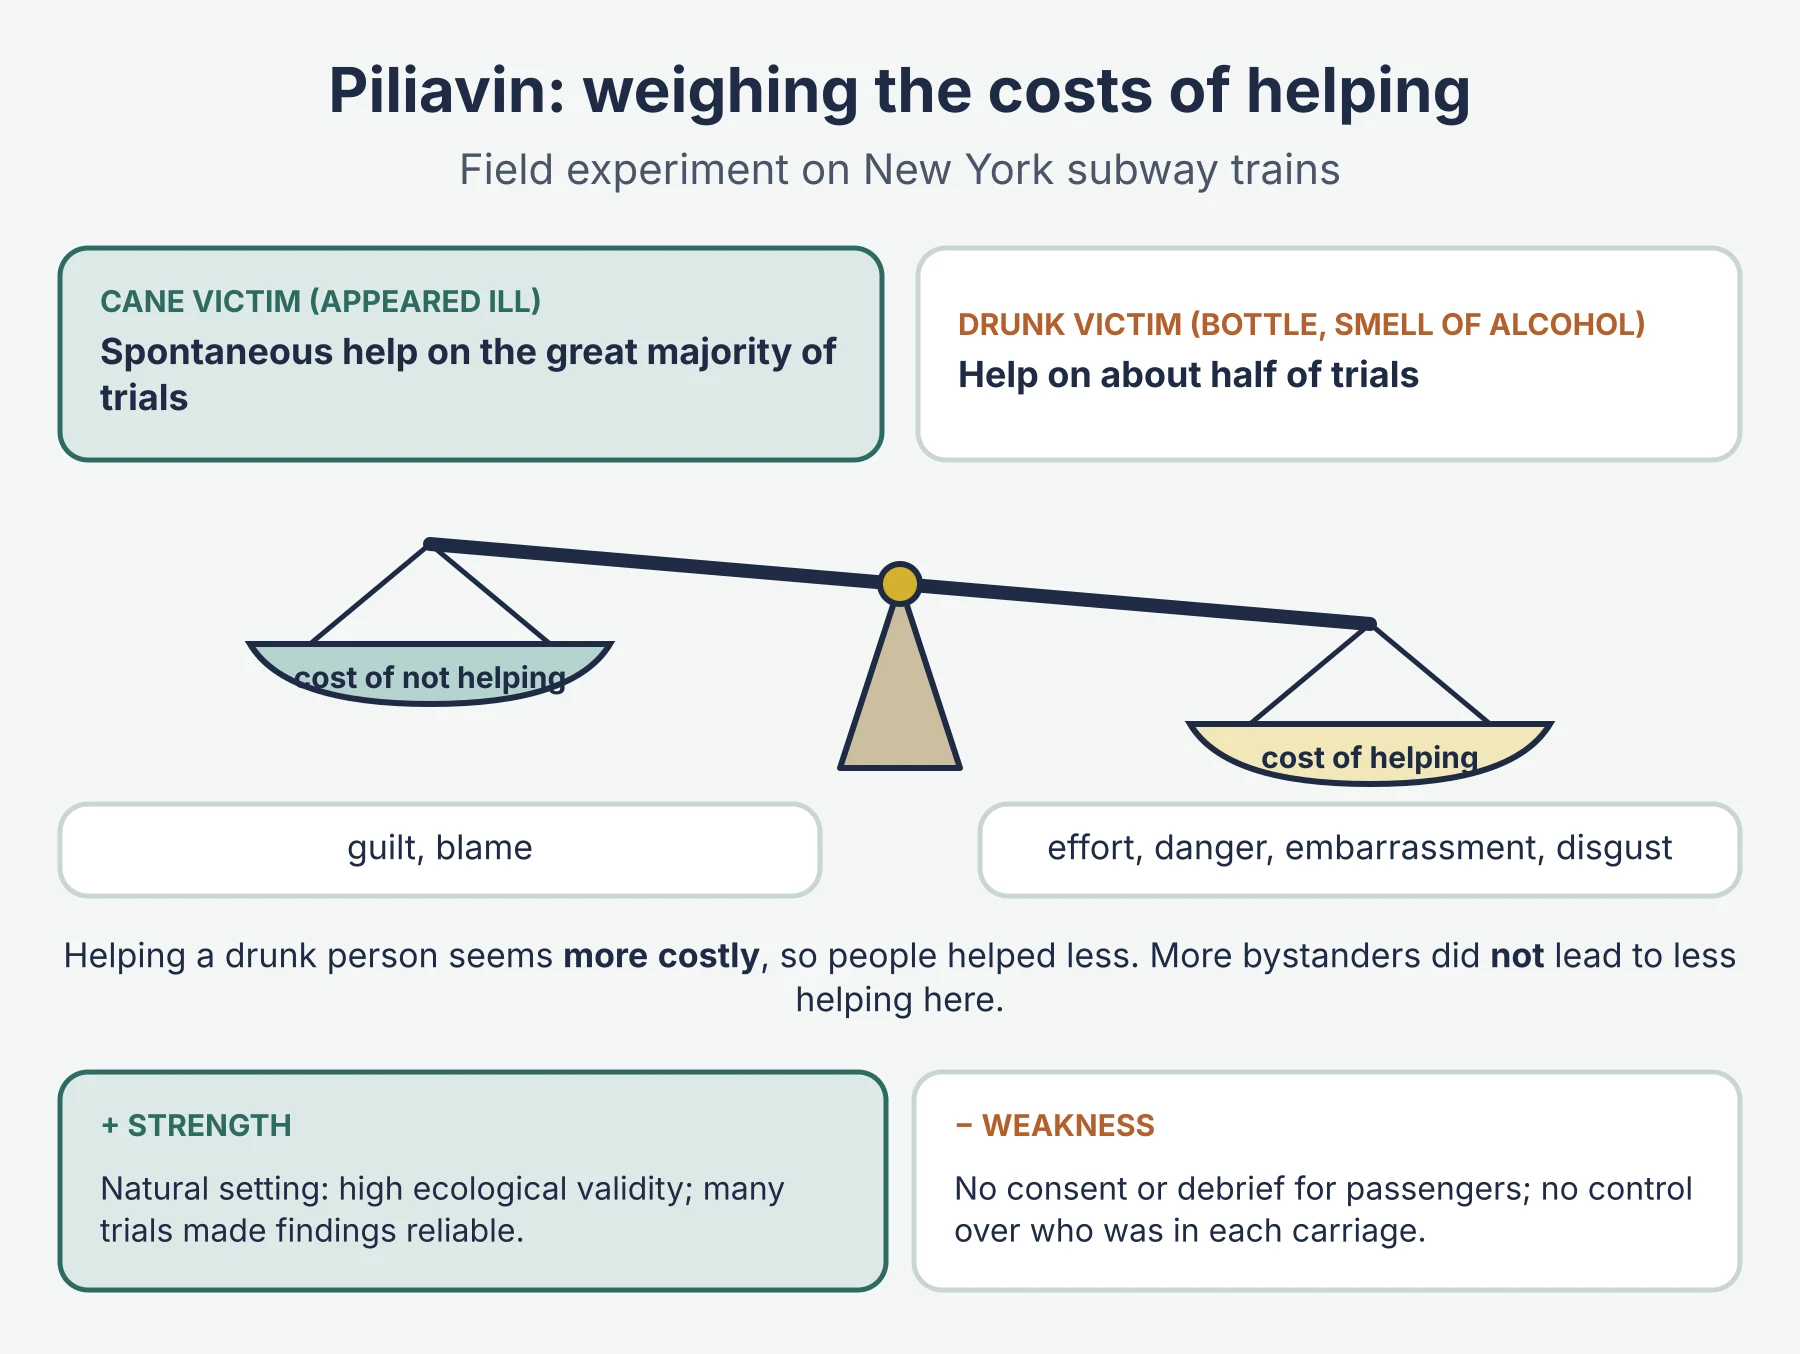 Piliavin: weighing the costs of helping
Field experiment on New York subway trains
CANE VICTIM (APPEARED ILL)
Spontaneous help on the great majority of
trials
DRUNK VICTIM (BOTTLE, SMELL OF ALCOHOL)
Help on about half of trials
cost of not helping
cost of helping
guilt, blame
effort, danger, embarrassment, disgust
Helping a drunk person seems more costly, so people helped less. More bystanders did not lead to less
helping here.
+ STRENGTH
Natural setting: high ecological validity; many
trials made findings reliable.
− WEAKNESS
No consent or debrief for passengers; no control
over who was in each carriage.